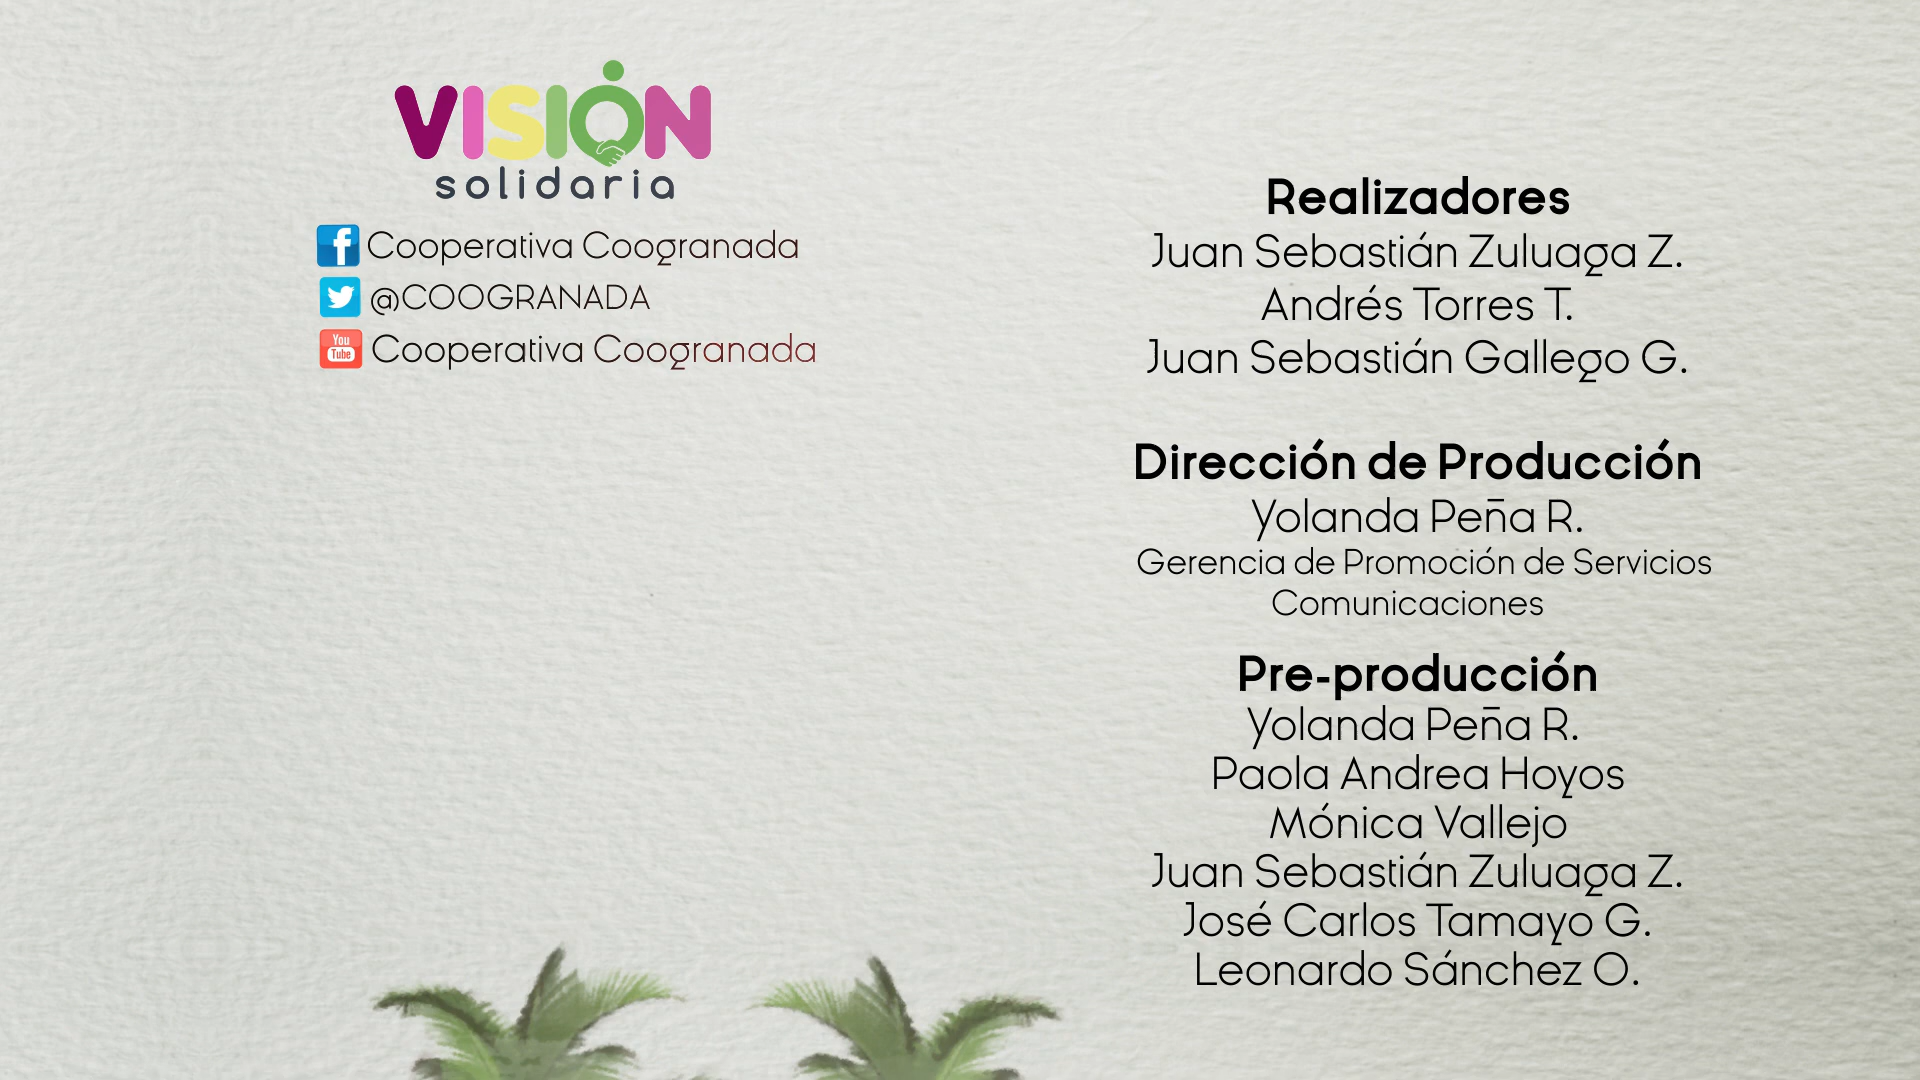 VISIÓN
solidaria
Cooperativa Coogranada
@COOGRANADA
You
Tube
Cooperativa Coogranada
Realizadores
Juan Sebastián Zuluaga Z.
Andrés Torres T.
Juan Sebastián Gallego G.
Dirección de Producción
Yolanda Peña R.
Gerencia de Promoción de Servicios
Comunicaciones
Pre-producción
Yolanda Peña R.
Paola Andrea Hoyos
Mónica Vallejo
Juan Sebastián Zuluaga Z.
José Carlos Tamayo G.
Leonardo Sánchez O.